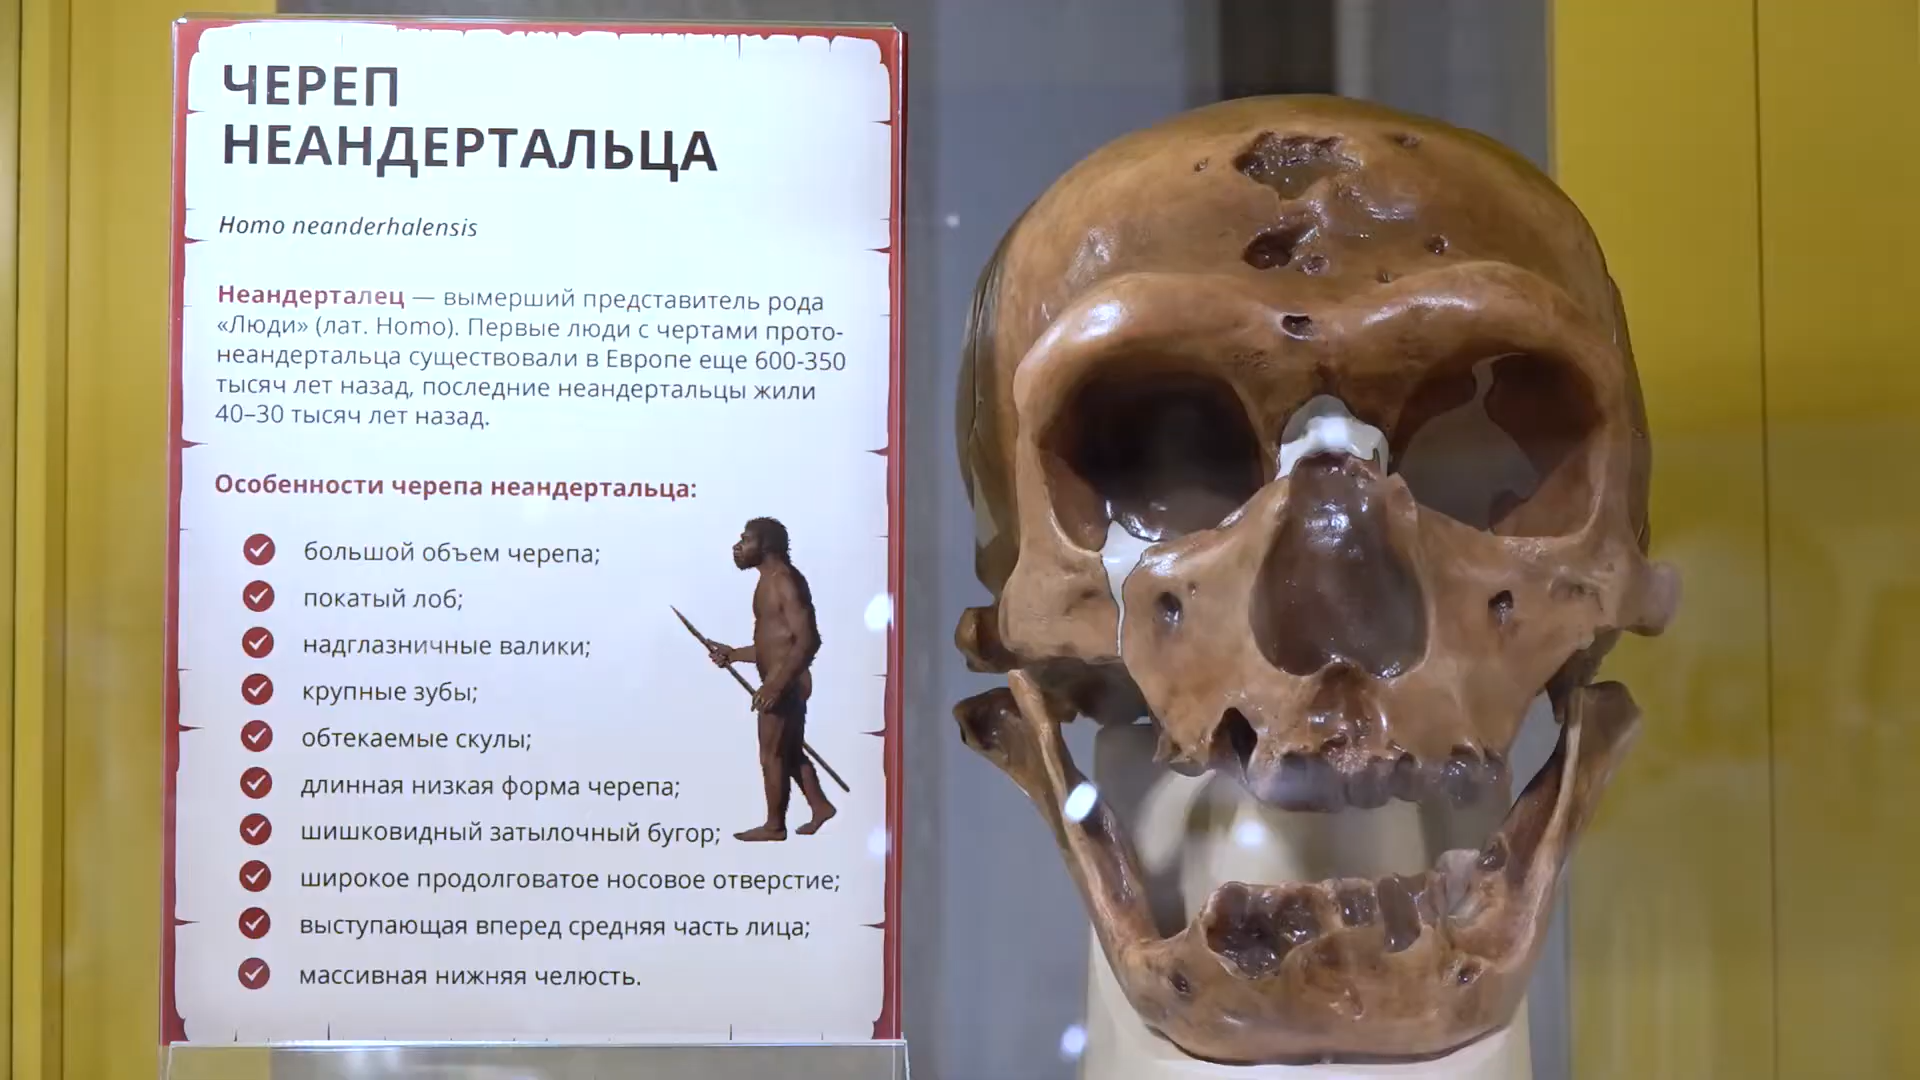 ЧЕРЕП
НЕАНДЕРТАЛЬЦА
Homo neanderhalensis
Неандерталец — вымерший представитель рода
«Люди» (лат. Homo). Первые люди с чертами прото-
неандертальца существовали в Европе еще 600-350
тысяч лет назад, последние неандертальцы жили
40–30 тысяч лет назад.
Особенности черепа неандертальца:
большой объем черепа;
покатый лоб;
надглазничные валики;
крупные зубы;
обтекаемые скулы;
длинная низкая форма черепа;
шишковидный затылочный бугор;
широкое продолговатое носовое отверстие;
выступающая вперед средняя часть лица;
массивная нижняя челюсть.